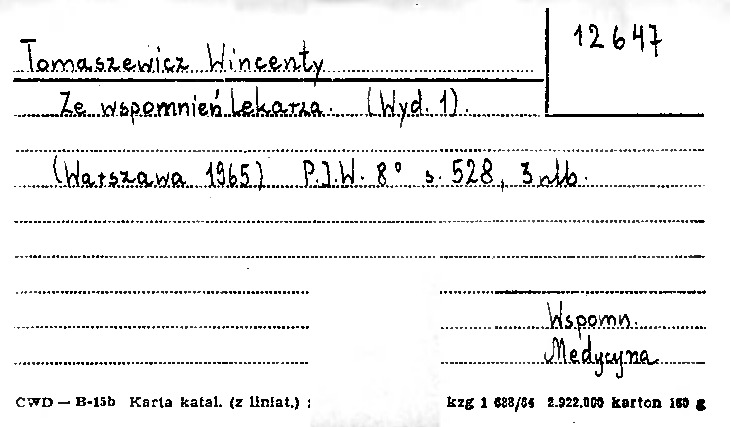 12647
Tomaszewicz Wincenty
Ze wspomnień lekarza. (Wyd. 1).
(Warszawa 1965) P.I.W. 8° s. 528, 3 nlb.
Wspomn.
Medycyna
CWD — B-15b Karta katal. (z liniat.) : kzg 1 688/64 2.922.000 karton 160 g